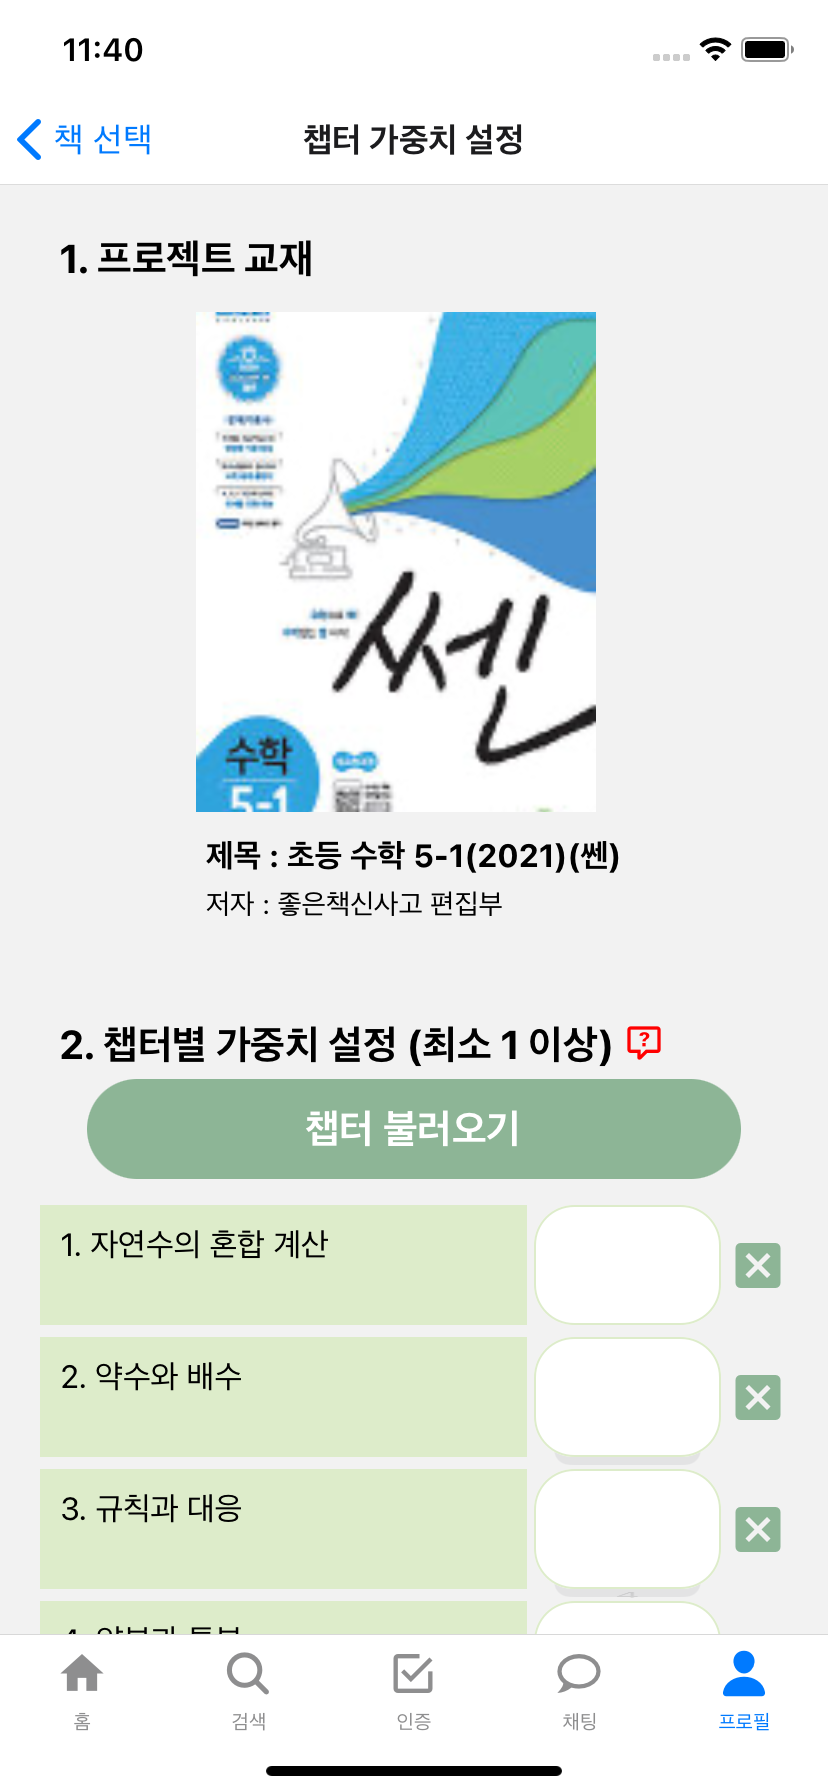 11:40
책 선택
챕터 가중치 설정
1. 프로젝트 교재
쎈
수학
5-1
제목 : 초등 수학 5-1(2021)(쎈)
저자 : 좋은책신사고 편집부
2. 챕터별 가중치 설정 (최소 1 이상)
챕터 불러오기
1. 자연수의 혼합 계산
2. 약수와 배수
3. 규칙과 대응
홈
검색
인증
채팅
프로필